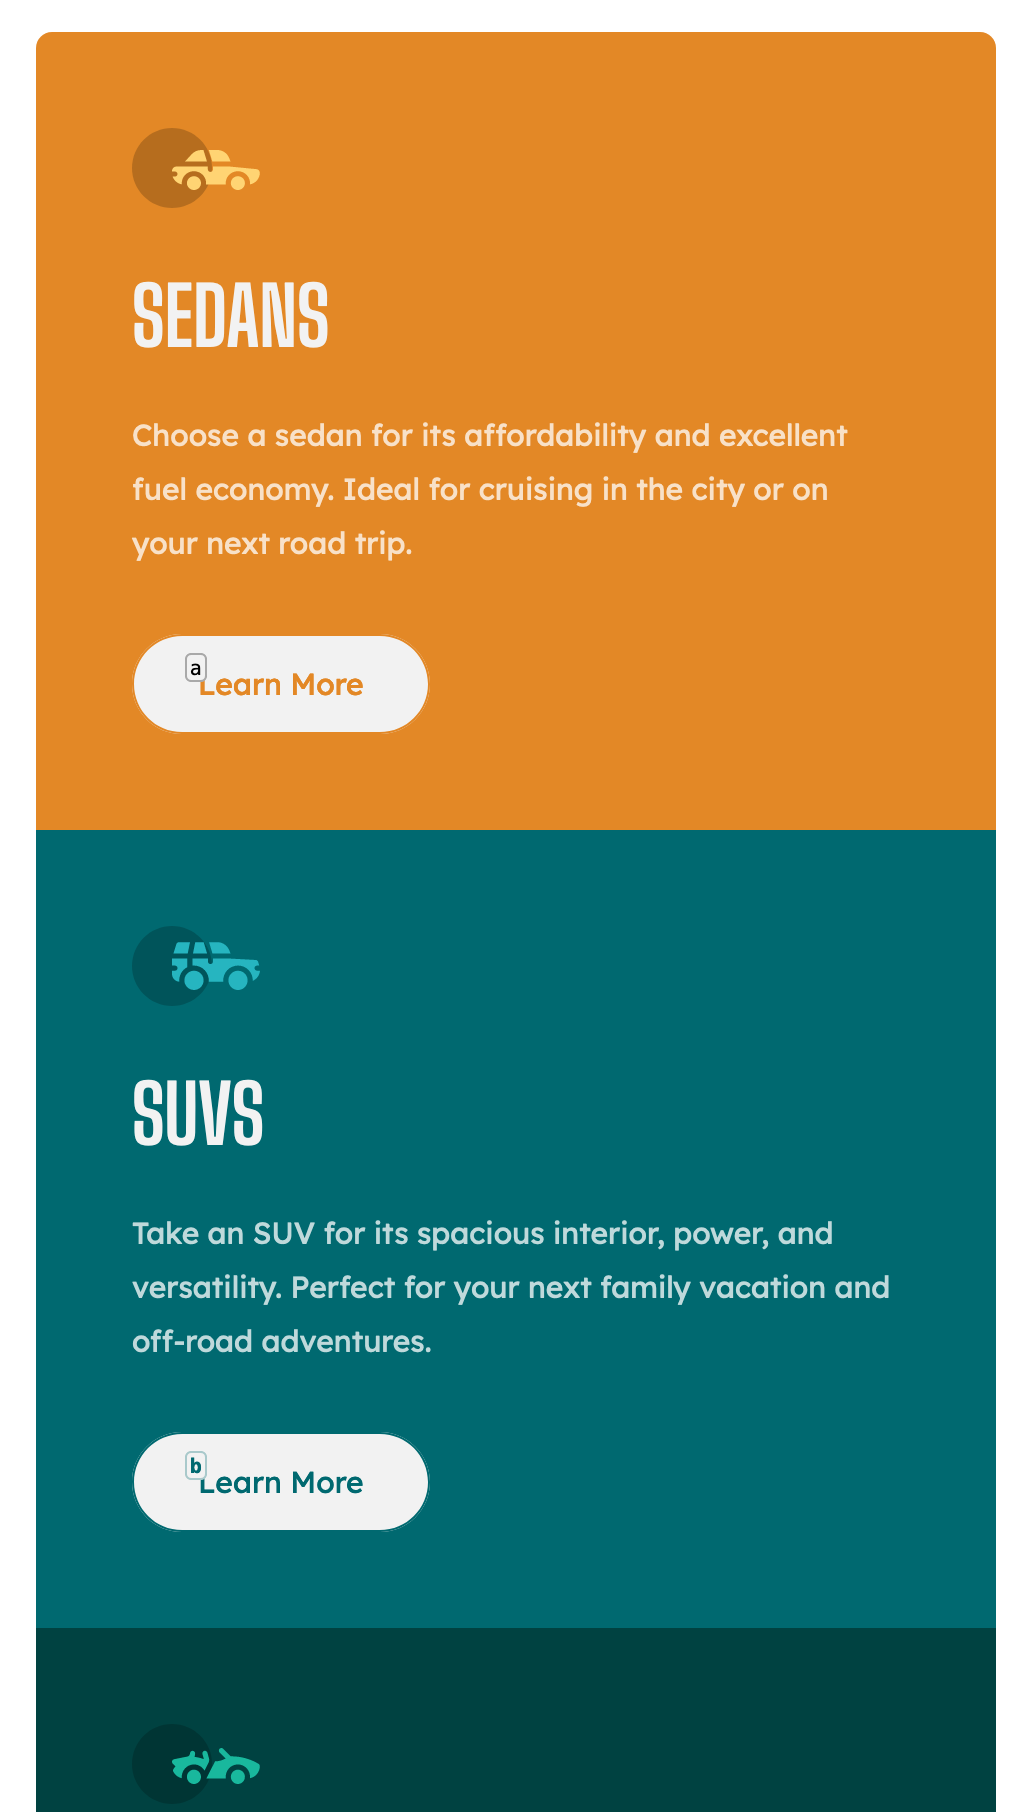 SEDANS
Choose a sedan for its affordability and excellent
fuel economy. Ideal for cruising in the city or on
your next road trip.
a
Learn More
SUVS
Take an SUV for its spacious interior, power, and
versatility. Perfect for your next family vacation and
off-road adventures.
b
Learn More